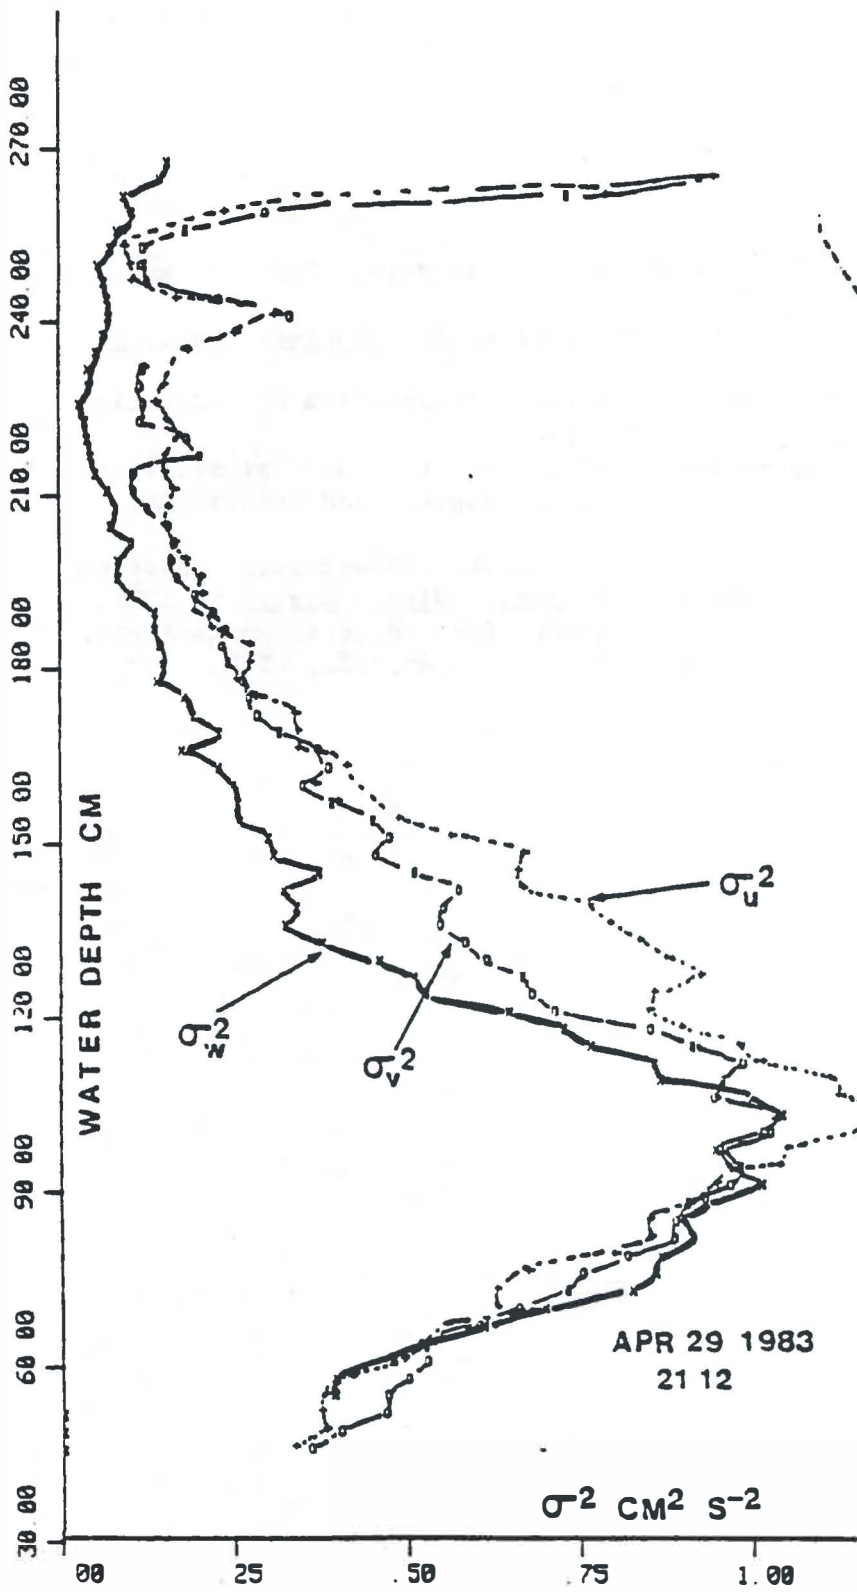 270.00
240.00
210.00
180 00
150 00
120 00
90 00
60 00
30 00
WATER DEPTH CM
σu²
σw²
σv²
APR 29 1983
21 12
σ² CM² S⁻²
00 25 .50 .75 1.00